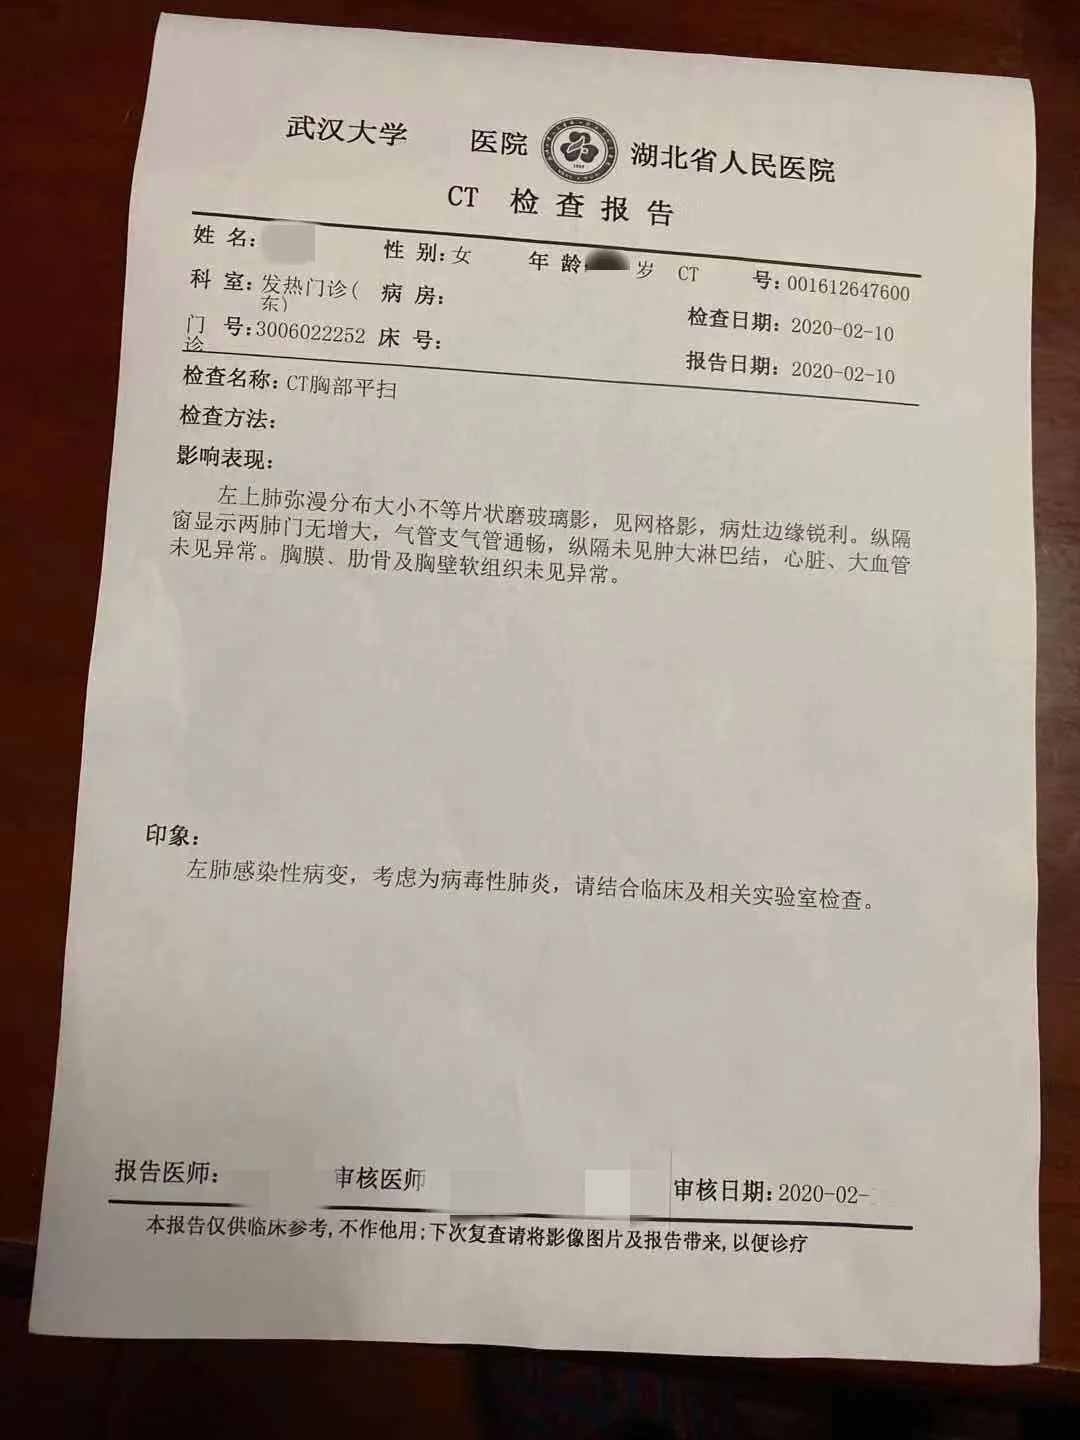 武汉大学 医院 湖北省人民医院
CT 检查报告
姓 名: 性 别: 女 年 龄: 岁 CT 号: 001612647600
科 室: 发热门诊(东) 病 房: 检查日期: 2020-02-10
门诊号: 3006022252 床 号: 报告日期: 2020-02-10
检查名称: CT胸部平扫
检查方法:
影响表现:
左上肺弥漫分布大小不等片状磨玻璃影，见网格影，病灶边缘锐利。纵隔
窗显示两肺门无增大，气管支气管通畅，纵隔未见肿大淋巴结，心脏、大血管
未见异常。胸膜、肋骨及胸壁软组织未见异常。
印象:
左肺感染性病变，考虑为病毒性肺炎，请结合临床及相关实验室检查。
报告医师: 审核医师 审核日期: 2020-02-
本报告仅供临床参考,不作他用;下次复查请将影像图片及报告带来,以便诊疗